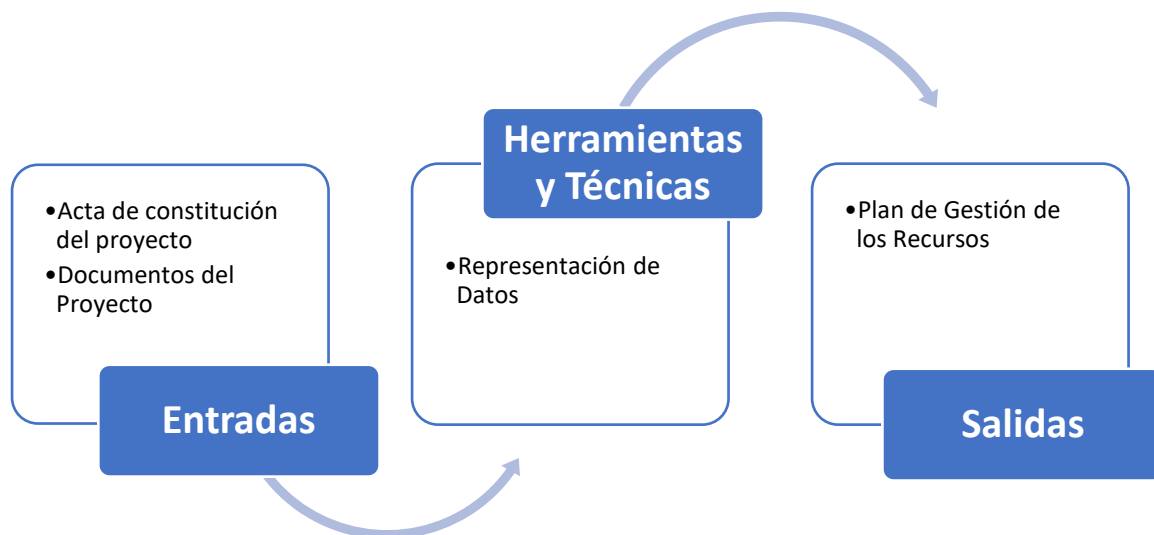 •Acta de constitución
del proyecto
•Documentos del
Proyecto
Entradas
Herramientas
y Técnicas
•Representación de
Datos
•Plan de Gestión de
los Recursos
Salidas